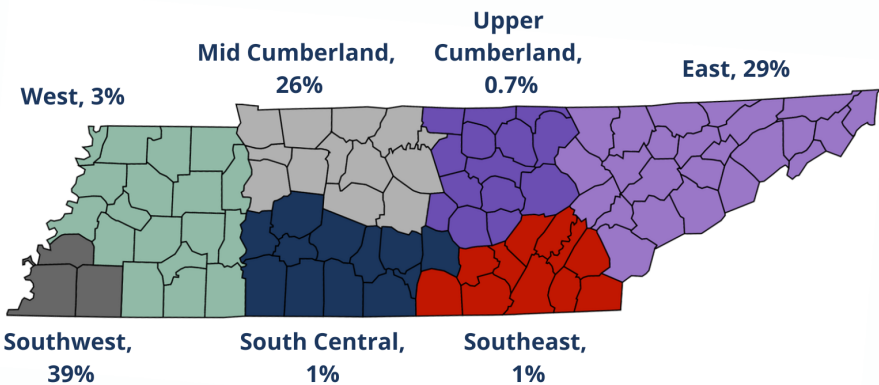 Upper
Cumberland,
0.7%
Mid Cumberland,
26%
East, 29%
West, 3%
Southwest,
39%
South Central,
1%
Southeast,
1%